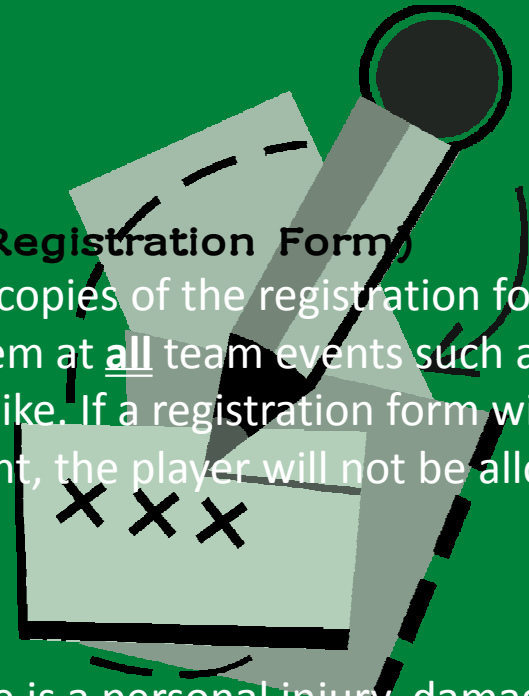 Registration Form)
copies of the registration fo
em at all team events such a
ike. If a registration form wi
nt, the player will not be allo
e is a personal injury, damag